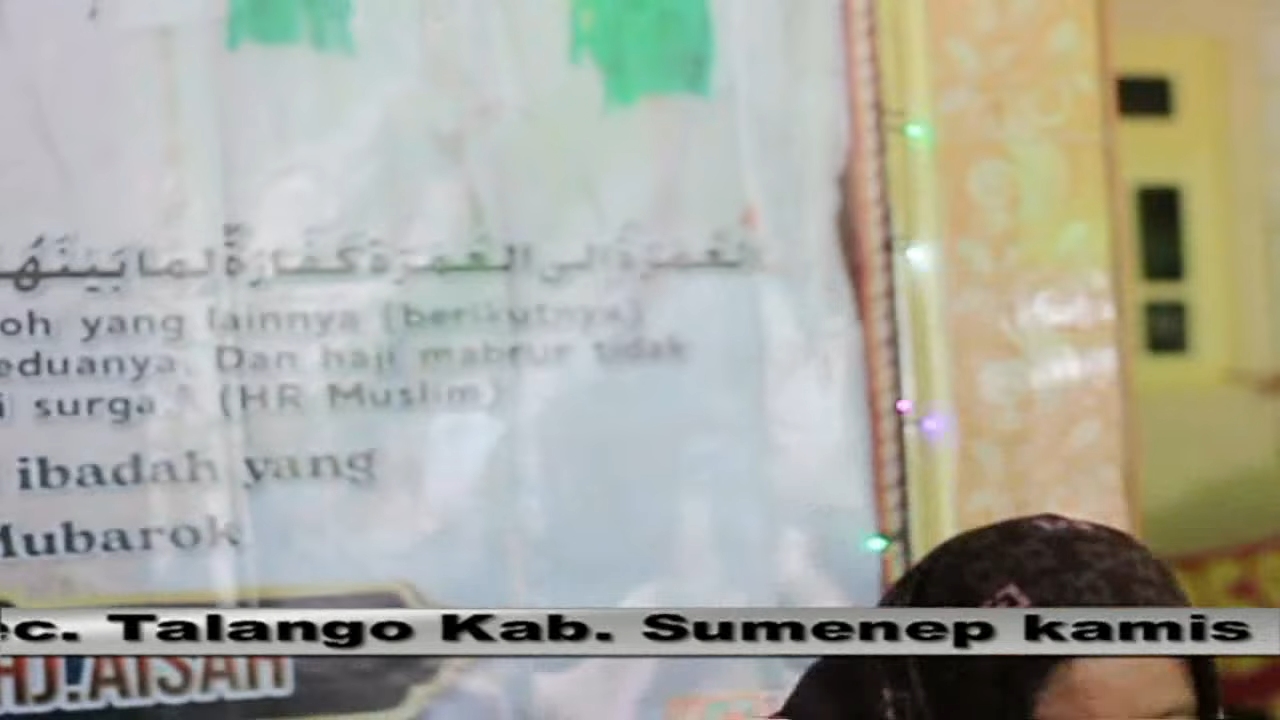 العمرة إلى العمرة كفارة لما بينهما
oh yang lainnya (berikutnya)
eduanya. Dan haji mabrur tidak
i surga." (HR Muslim)
ibadah yang
Mubarok
ec. Talango Kab. Sumenep kamis
HJ.AISAH